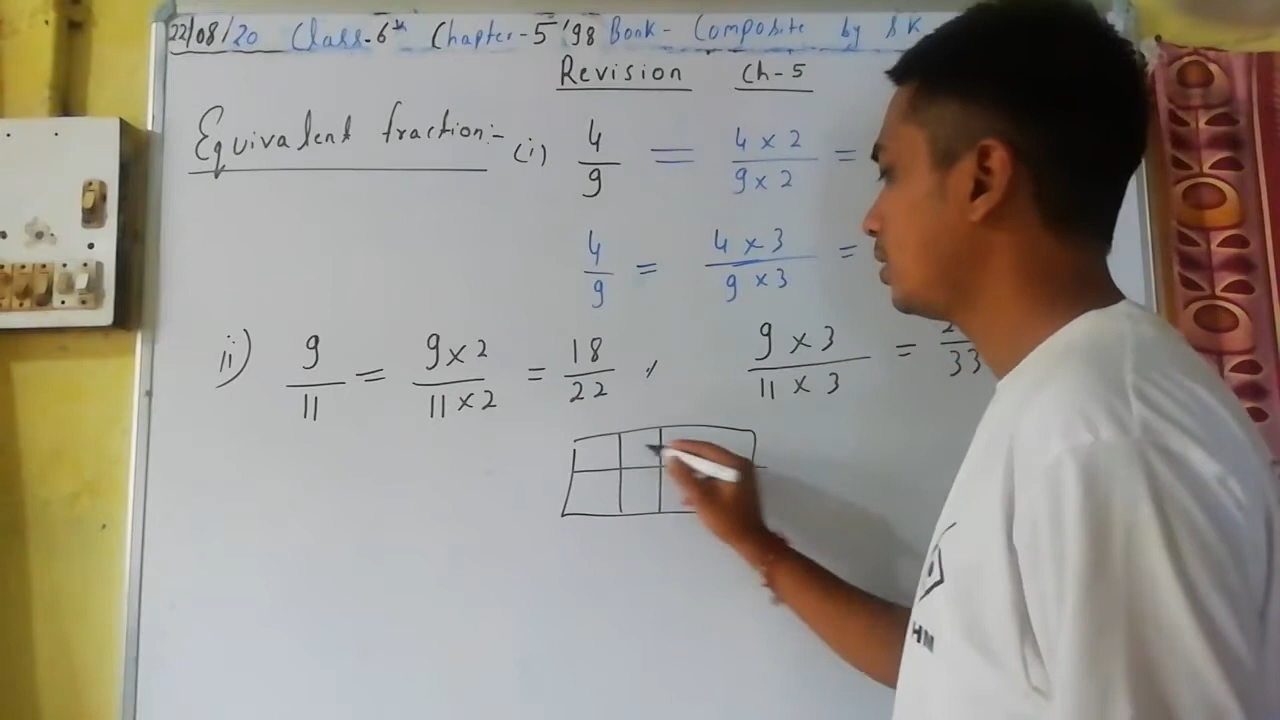 22/08/20 Class-6th Chapter-5 '98 Book- Composite by SK
Revision Ch-5
Equivalent fraction:- (i) 4/9 = 4 × 2/9 × 2 =
4/9 = 4 × 3/9 × 3 =
ii) 9/11 = 9 × 2/11 × 2 = 18/22 , 9 × 3/11 × 3 = 2/33
HM